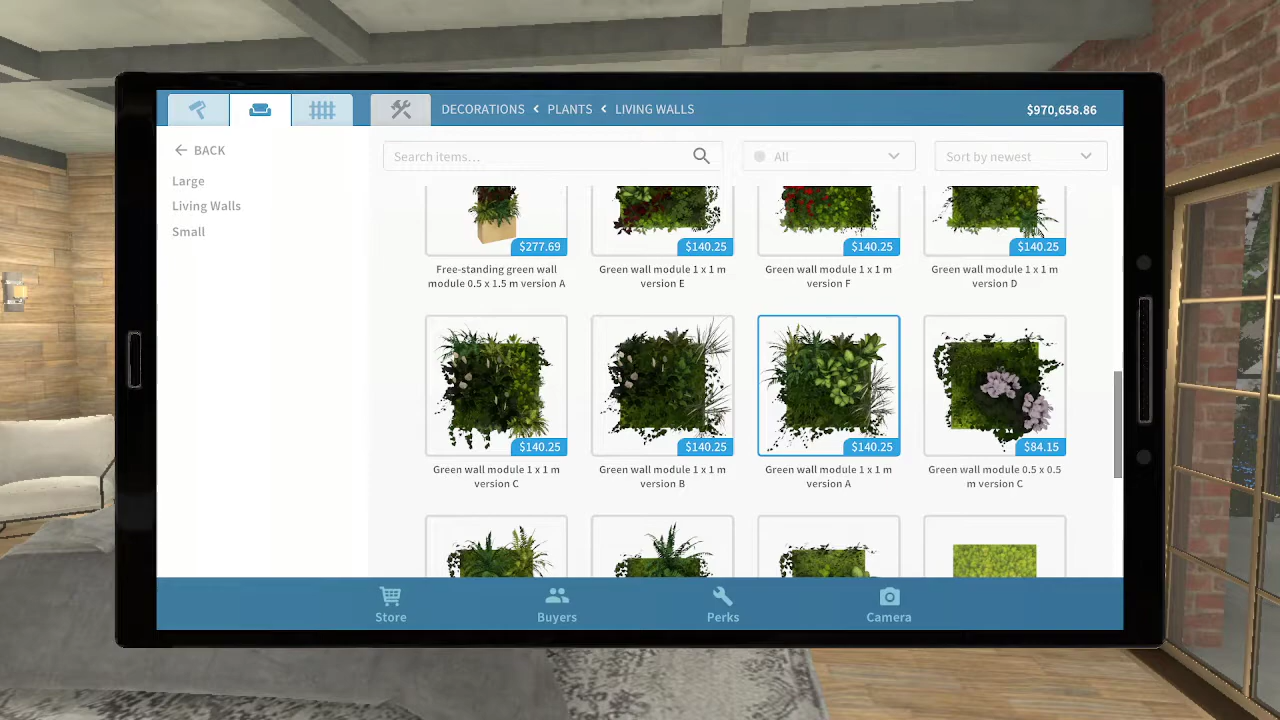 DECORATIONS < PLANTS < LIVING WALLS
$970,658.86
BACK
Search items...
All
Sort by newest
Large
Living Walls
Small
$277.69
$140.25
$140.25
$140.25
Free-standing green wall
module 0.5 x 1.5 m version A
Green wall module 1 x 1 m
version E
Green wall module 1 x 1 m
version F
Green wall module 1 x 1 m
version D
$140.25
$140.25
$140.25
$84.15
Green wall module 1 x 1 m
version C
Green wall module 1 x 1 m
version B
Green wall module 1 x 1 m
version A
Green wall module 0.5 x 0.5
m version C
Store
Buyers
Perks
Camera